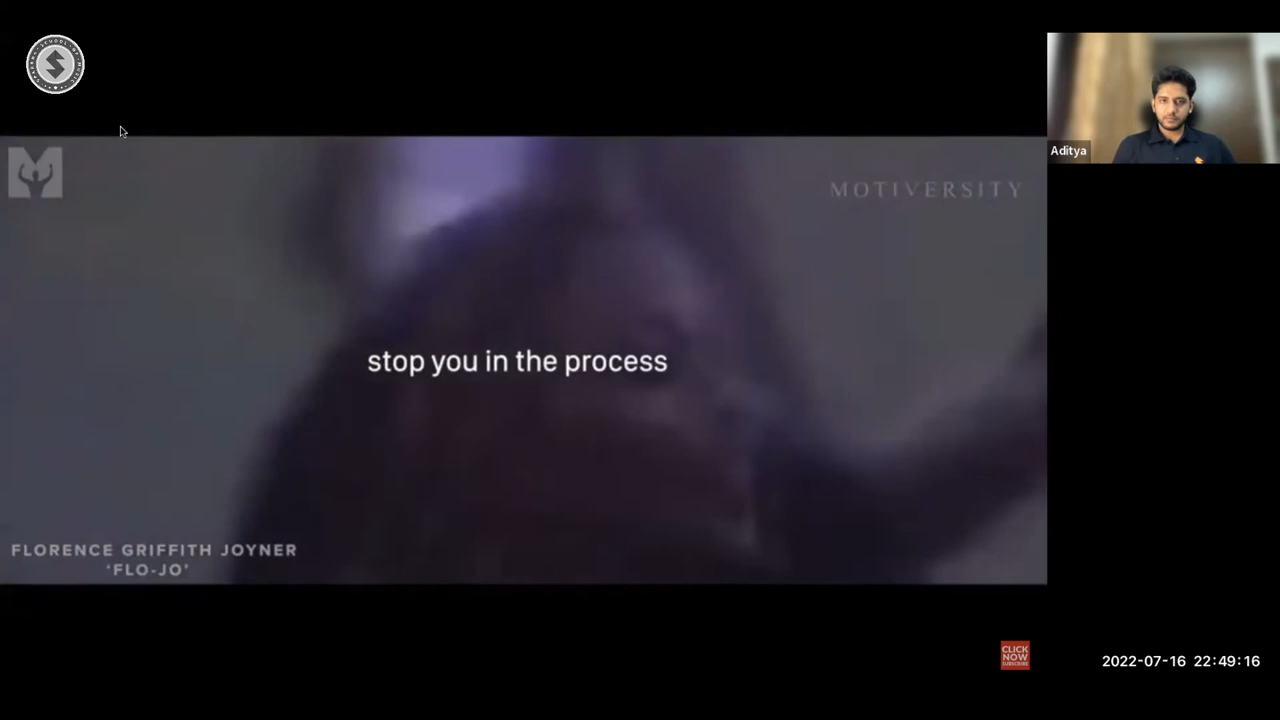 Aditya
MOTIVERSITY
stop you in the process
FLORENCE GRIFFITH JOYNER
‘FLO-JO’
CLICK
NOW
SUBSCRIBE
2022-07-16 22:49:16